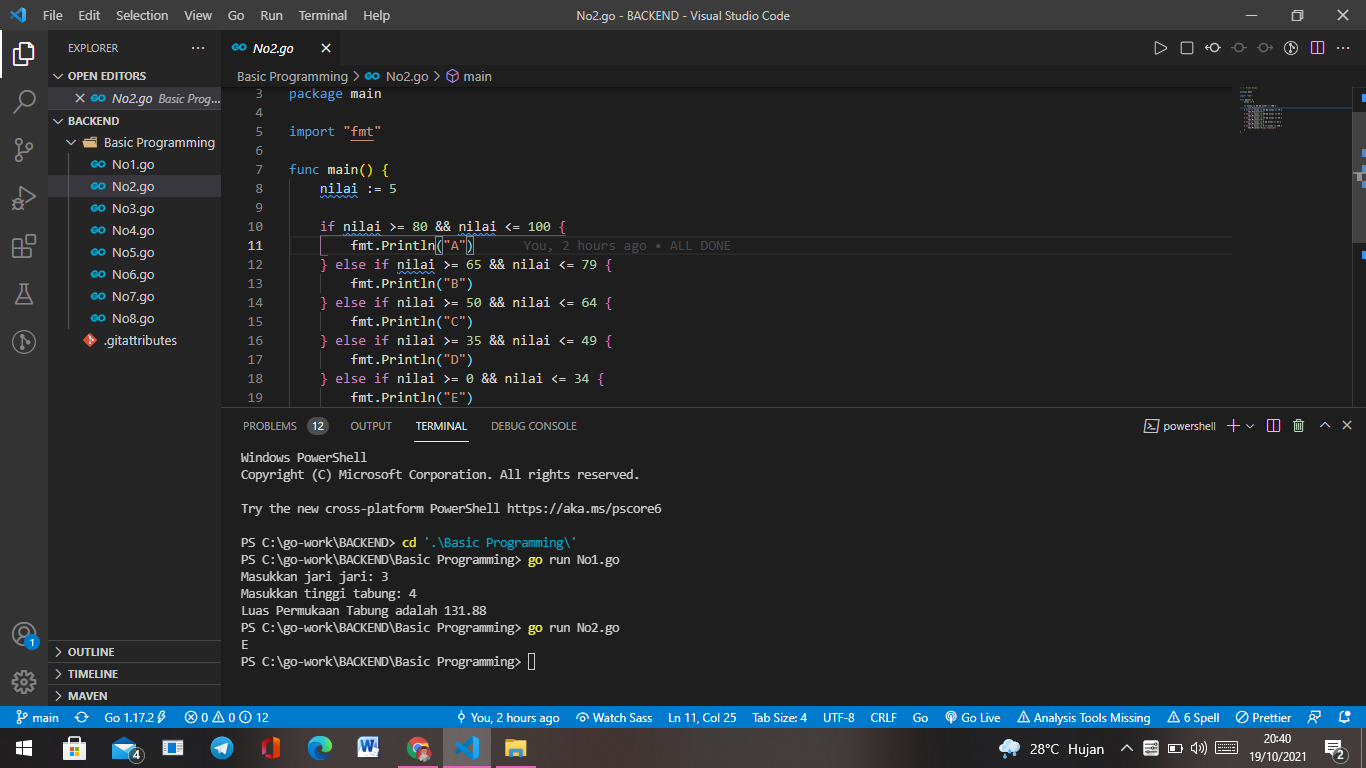 File Edit Selection View Go Run Terminal Help No2.go - BACKEND - Visual Studio Code
EXPLORER
OPEN EDITORS
No2.go Basic Prog...
BACKEND
Basic Programming
No1.go
No2.go
No3.go
No4.go
No5.go
No6.go
No7.go
No8.go
.gitattributes
OUTLINE
TIMELINE
MAVEN
1
No2.go
Basic Programming > No2.go > main
3 package main
4
5 import "fmt"
6
7 func main() {
8 nilai := 5
9
10 if nilai >= 80 && nilai <= 100 {
11 fmt.Println("A") You, 2 hours ago • ALL DONE
12 } else if nilai >= 65 && nilai <= 79 {
13 fmt.Println("B")
14 } else if nilai >= 50 && nilai <= 64 {
15 fmt.Println("C")
16 } else if nilai >= 35 && nilai <= 49 {
17 fmt.Println("D")
18 } else if nilai >= 0 && nilai <= 34 {
19 fmt.Println("E")
PROBLEMS 12 OUTPUT TERMINAL DEBUG CONSOLE powershell
Windows PowerShell
Copyright (C) Microsoft Corporation. All rights reserved.
Try the new cross-platform PowerShell https://aka.ms/pscore6
PS C:\go-work\BACKEND> cd '.\Basic Programming\'
PS C:\go-work\BACKEND\Basic Programming> go run No1.go
Masukkan jari jari: 3
Masukkan tinggi tabung: 4
Luas Permukaan Tabung adalah 131.88
PS C:\go-work\BACKEND\Basic Programming> go run No2.go
E
PS C:\go-work\BACKEND\Basic Programming>
main Go 1.17.2 0 0 12 You, 2 hours ago Watch Sass Ln 11, Col 25 Tab Size: 4 UTF-8 CRLF Go Go Live Analysis Tools Missing 6 Spell Prettier
4 28°C Hujan 20:40
19/10/2021 2